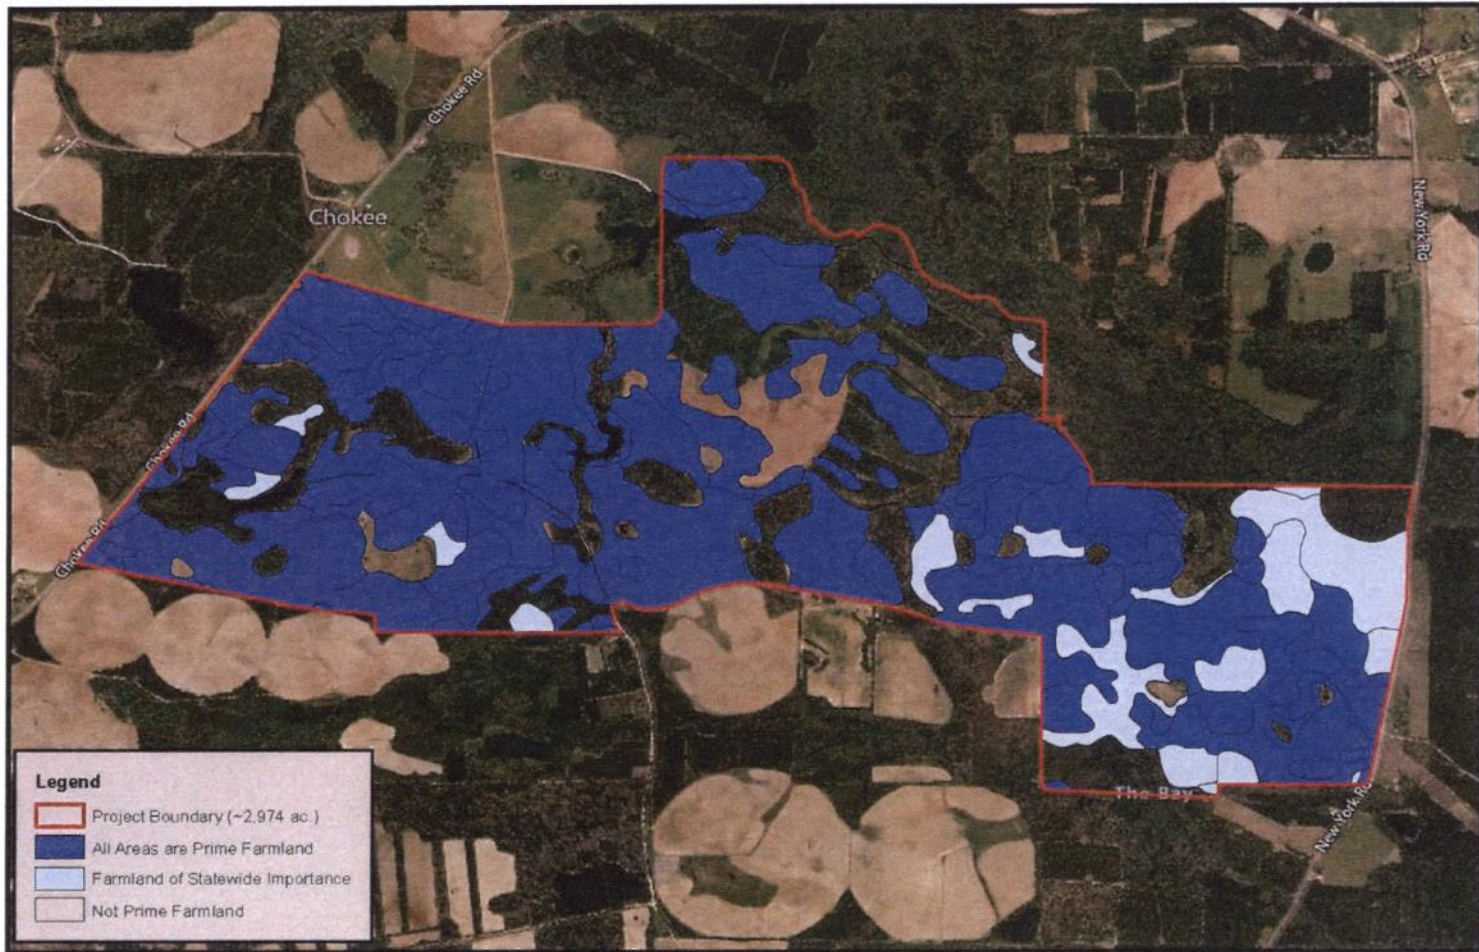 Chokee Rd
Chokee
New York Rd
Chokee Rd
Chokee Rd
The Bay
New York Rd
Legend
Project Boundary (~2,974 ac.)
All Areas are Prime Farmland
Farmland of Statewide Importance
Not Prime Farmland